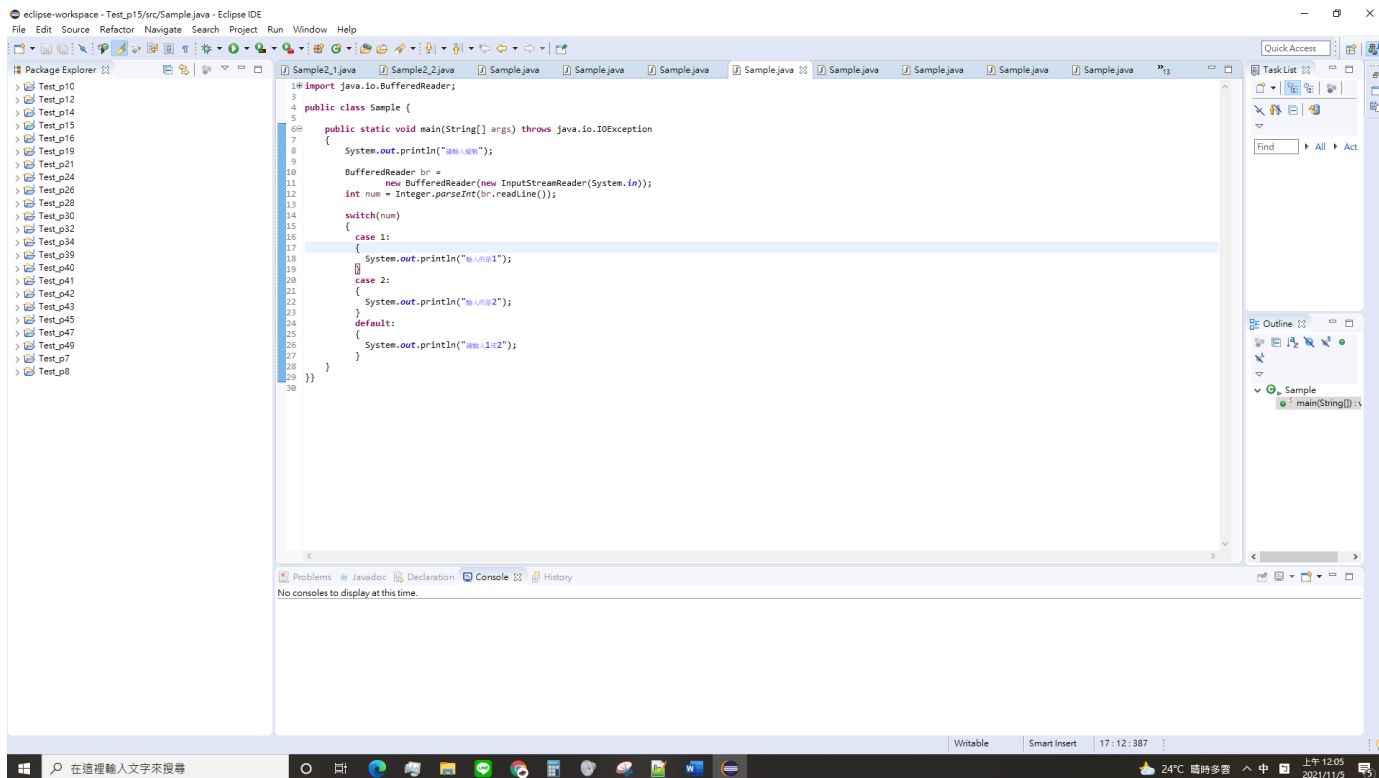 eclipse-workspace - Test_p15/src/Sample.java - Eclipse IDE
File Edit Source Refactor Navigate Search Project Run Window Help
Quick Access
Package Explorer
Test_p10
Test_p12
Test_p14
Test_p15
Test_p16
Test_p19
Test_p21
Test_p24
Test_p26
Test_p28
Test_p30
Test_p32
Test_p34
Test_p39
Test_p40
Test_p41
Test_p42
Test_p43
Test_p45
Test_p47
Test_p49
Test_p7
Test_p8
Sample2_1.java Sample2_2.java Sample.java Sample.java Sample.java Sample.java Sample.java Sample.java Sample.java Sample.java »13
1 import java.io.BufferedReader;
3
4 public class Sample {
5
6 public static void main(String[] args) throws java.io.IOException
7 {
8 System.out.println("請輸入整數");
9
10 BufferedReader br =
11 new BufferedReader(new InputStreamReader(System.in));
12 int num = Integer.parseInt(br.readLine());
13
14 switch(num)
15 {
16 case 1:
17 {
18 System.out.println("輸入的是1");
19 }
20 case 2:
21 {
22 System.out.println("輸入的是2");
23 }
24 default:
25 {
26 System.out.println("請輸入1或2");
27 }
28 }
29 }}
30
Task List
Find All Act
Outline
Sample
main(String[]) : v
Problems Javadoc Declaration Console History
No consoles to display at this time.
Writable Smart Insert 17 : 12 : 387
在這裡輸入文字來搜尋
24°C 晴時多雲 中
上午 12:05
2021/11/5